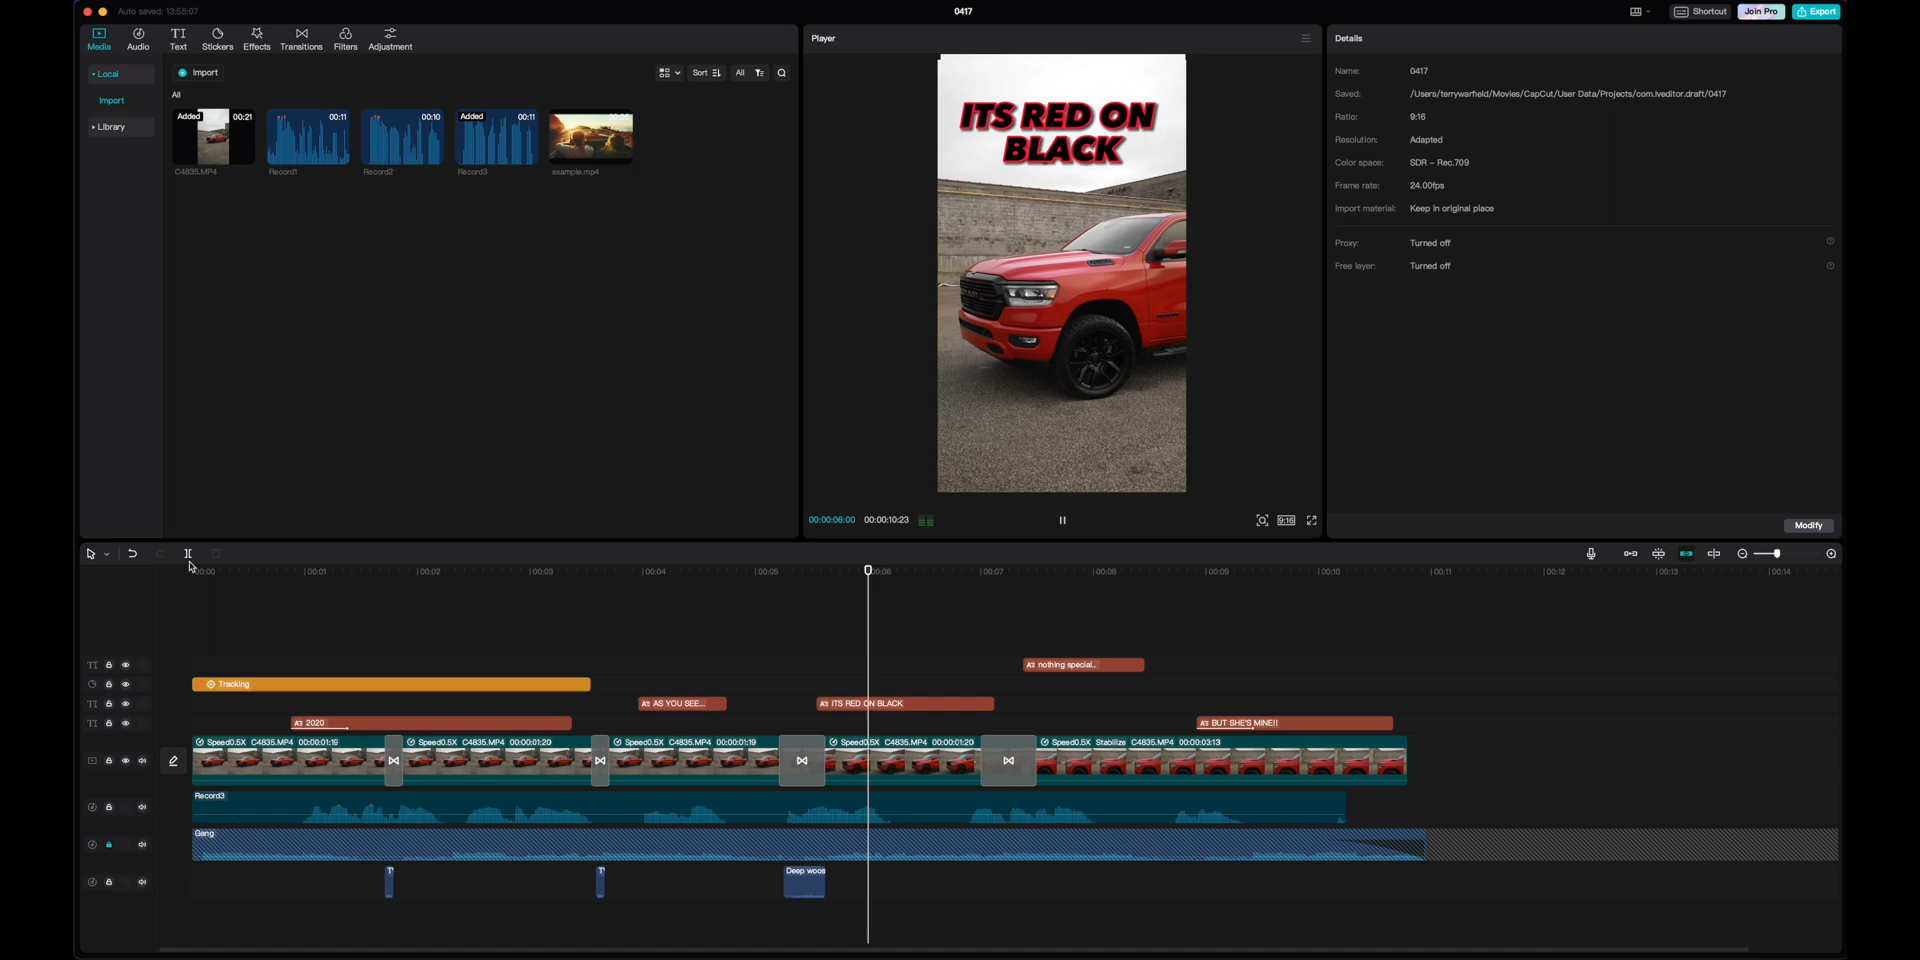 Auto saved: 13:55:07
0417
Shortcut
Join Pro
Export
Media
Audio
Text
Stickers
Effects
Transitions
Filters
Adjustment
Local
Import
Library
Import
Sort
All
All
Added 00:21
00:11
00:10
Added 00:11
00:05
C4835.MP4
Record1
Record2
Record3
example.mp4
Player
ITS RED ON
BLACK
00:00:06:00 00:00:10:23
9:16
Details
Name: 0417
Saved: /Users/terrywarfield/Movies/CapCut/User Data/Projects/com.lveditor.draft/0417
Ratio: 9:16
Resolution: Adapted
Color space: SDR - Rec.709
Frame rate: 24.00fps
Import material: Keep in original place
Proxy: Turned off
Free layer: Turned off
Modify
00:00 00:01 00:02 00:03 00:04 00:05 00:06 00:07 00:08 00:09 00:10 00:11 00:12 00:13 00:14
nothing special..
Tracking
AS YOU SEE...
ITS RED ON BLACK
2020
BUT SHE'S MINE!!
Speed0.5X C4835.MP4 00:00:01:19
Speed0.5X C4835.MP4 00:00:01:20
Speed0.5X C4835.MP4 00:00:01:19
Speed0.5X C4835.MP4 00:00:01:20
Speed0.5X Stabilize C4835.MP4 00:00:03:13
Record3
Gang
Deep woos